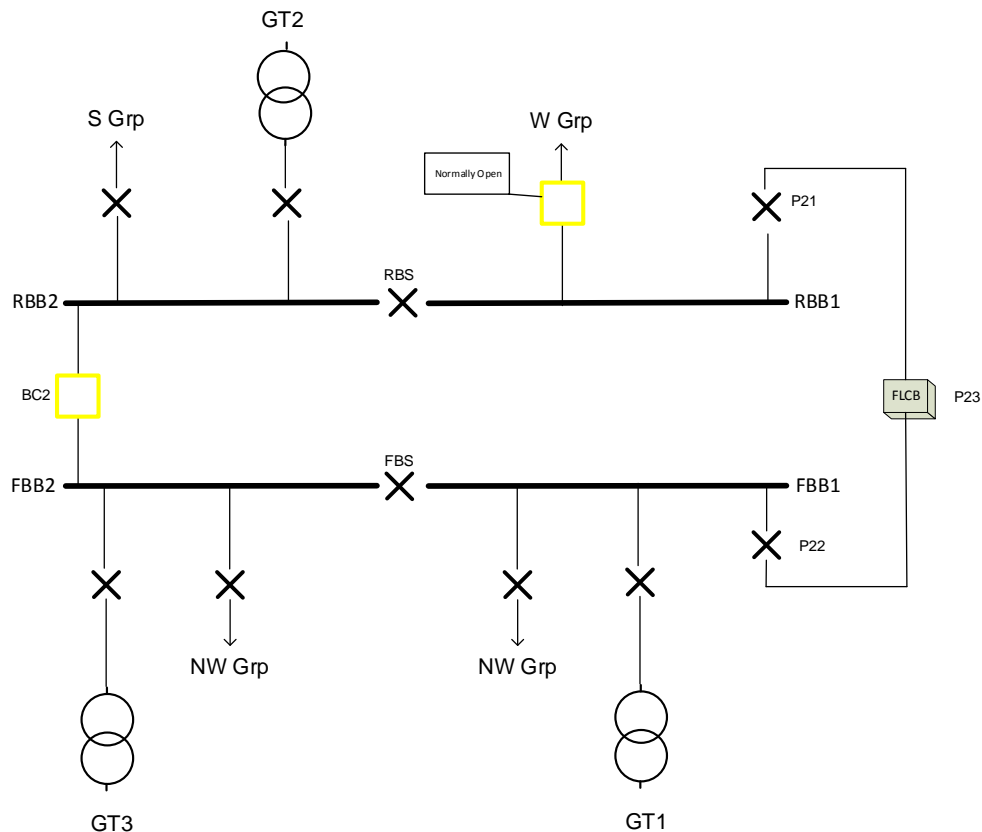 GT2
S Grp
W Grp
Normally Open
P21
RBS
RBB2
RBB1
BC2
FLCB
P23
FBS
FBB2
FBB1
P22
NW Grp
NW Grp
GT3
GT1